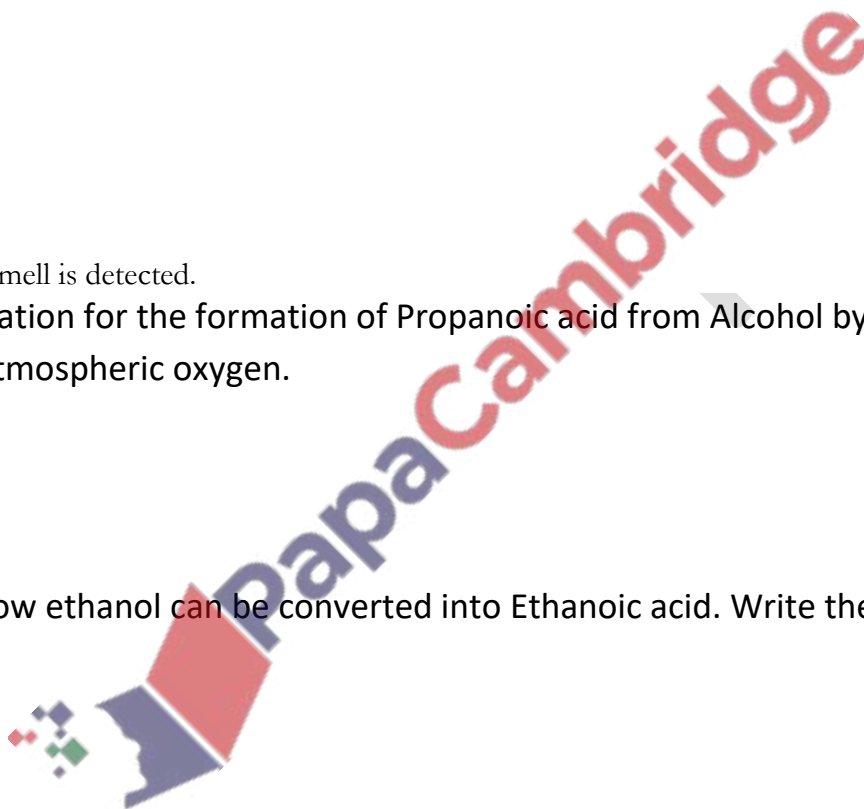 mell is detected.
ation for the formation of Propanoic acid from Alcohol by
tmospheric oxygen.
PapaCambridge
ow ethanol can be converted into Ethanoic acid. Write the